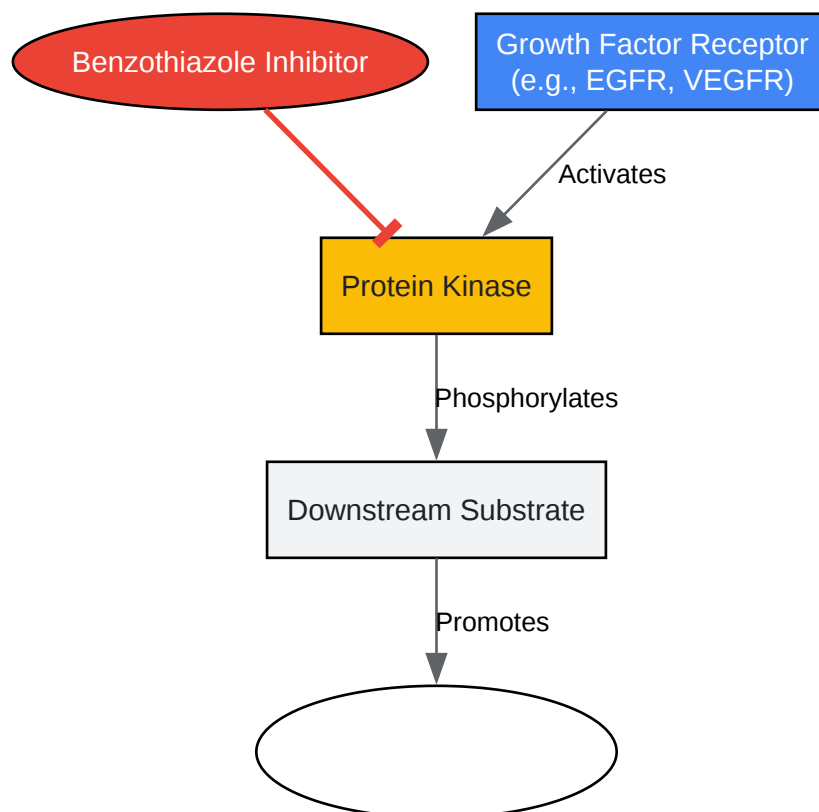 Benzothiazole Inhibitor
Growth Factor Receptor
(e.g., EGFR, VEGFR)
Activates
Protein Kinase
Phosphorylates
Downstream Substrate
Promotes